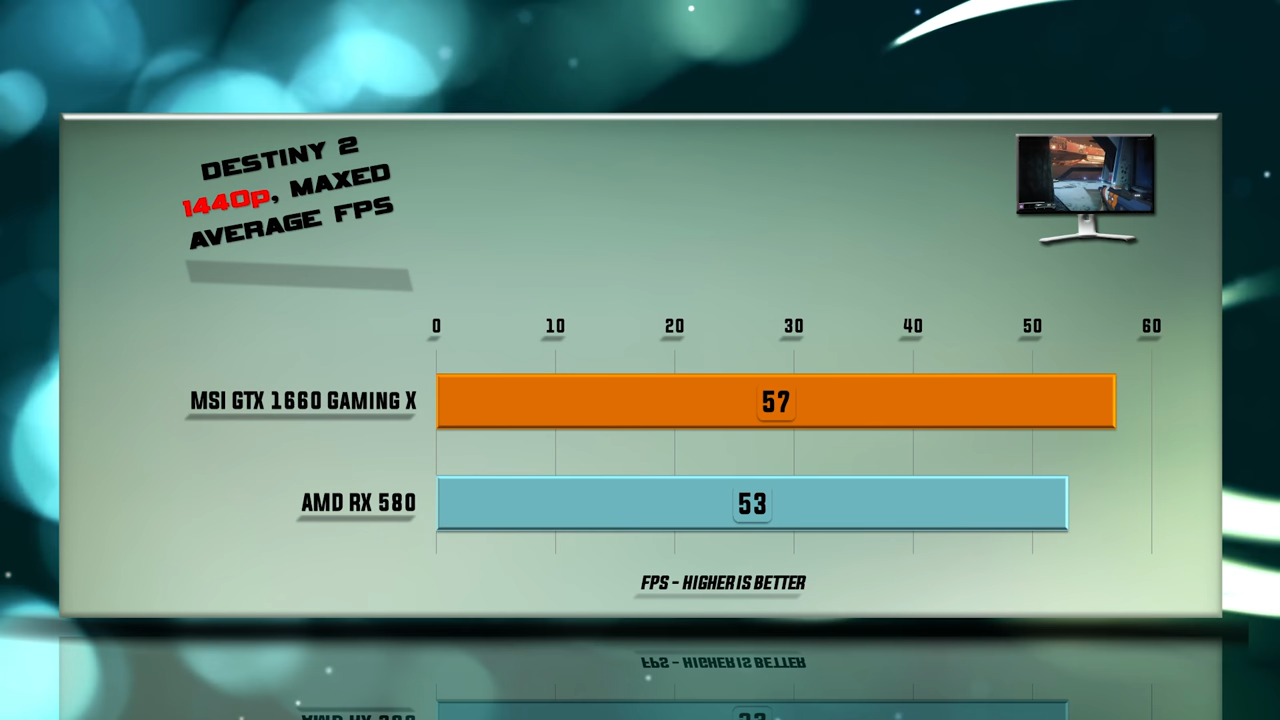 DESTINY 2
1440p, MAXED
AVERAGE FPS
0 10 20 30 40 50 60
MSI GTX 1660 GAMING X 57
AMD RX 580 53
FPS - HIGHER IS BETTER